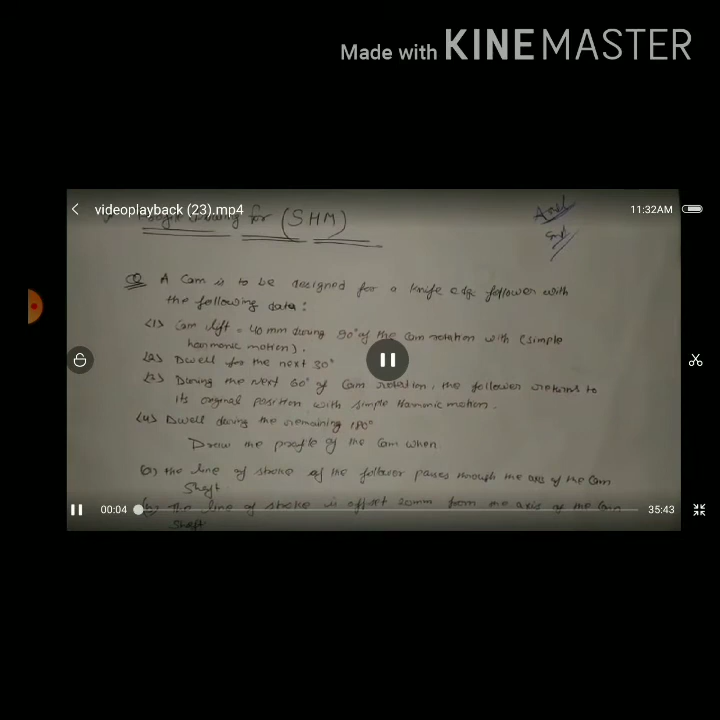 Made with KINEMASTER
videoplayback (23).mp4
11:32AM
for (SHM)
Q A Cam is to be designed for a knife edge follower with
the following data:
(1) Cam lift = 40 mm during 90° of the Cam rotation with (simple
harmonic motion).
(2) Dwell for the next 30°
(3) During the next 60° of Cam rotation, the follower returns to
its original position with simple Hamonic motion.
(4) Dwell during the remaining 180°
Draw the profile of the Cam when
(a) the line of stroke of the follower passes through the axis of the Cam
Shaft.
(b) The line of stroke is offset 20mm from the axis of the Cam
Shaft
00:04
35:43